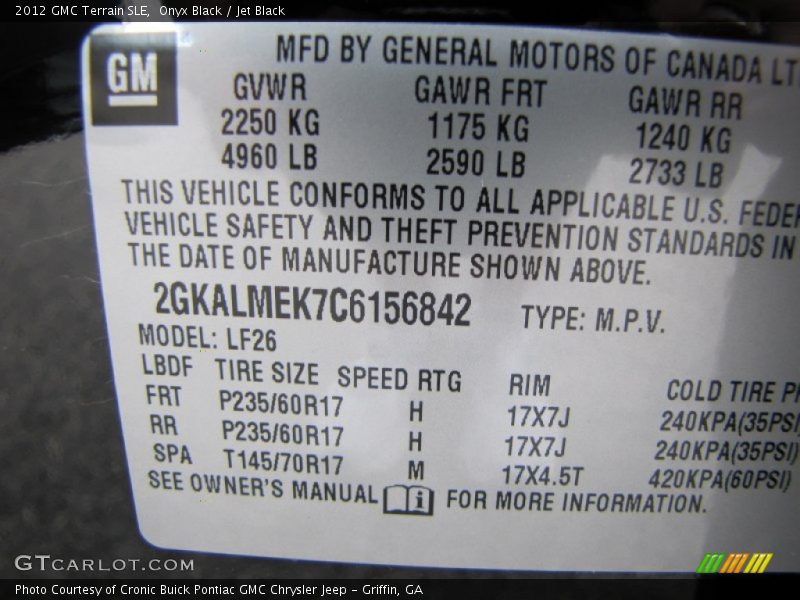 2012 GMC Terrain SLE, Onyx Black / Jet Black
GM
MFD BY GENERAL MOTORS OF CANADA LT
GVWR GAWR FRT GAWR RR
2250 KG 1175 KG 1240 KG
4960 LB 2590 LB 2733 LB
THIS VEHICLE CONFORMS TO ALL APPLICABLE U.S. FEDER
VEHICLE SAFETY AND THEFT PREVENTION STANDARDS IN
THE DATE OF MANUFACTURE SHOWN ABOVE.
2GKALMEK7C6156842 TYPE: M.P.V.
MODEL: LF26
LBDF TIRE SIZE SPEED RTG RIM COLD TIRE PR
FRT P235/60R17 H 17X7J 240KPA(35PSI)
RR P235/60R17 H 17X7J 240KPA(35PSI)
SPA T145/70R17 M 17X4.5T 420KPA(60PSI)
SEE OWNER'S MANUAL i FOR MORE INFORMATION.
GTCARLOT.COM
Photo Courtesy of Cronic Buick Pontiac GMC Chrysler Jeep - Griffin, GA